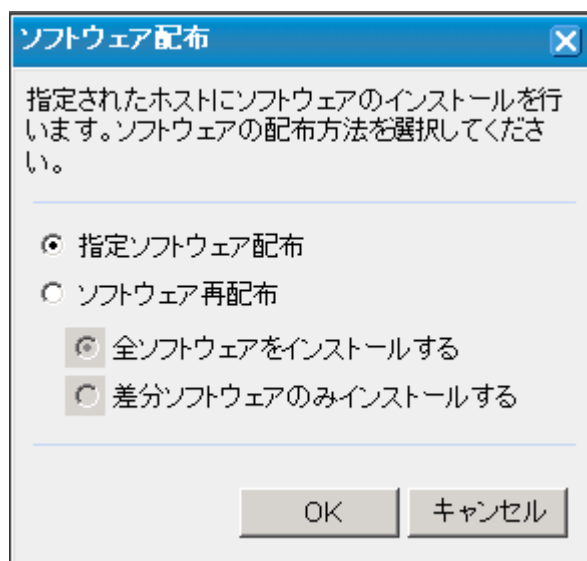 ソフトウェア配布
指定されたホストにソフトウェアのインストールを行
います。ソフトウェアの配布方法を選択してくださ
い。
指定ソフトウェア配布
ソフトウェア再配布
全ソフトウェアをインストールする
差分ソフトウェアのみインストールする
OK
キャンセル